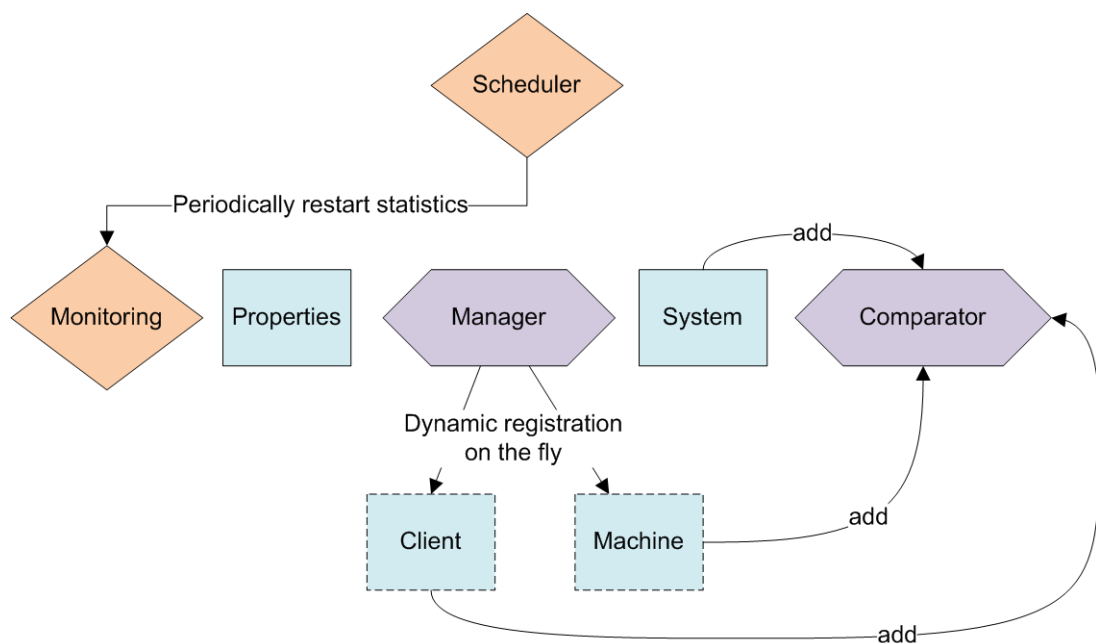 Scheduler
Periodically restart statistics
add
Monitoring
Properties
Manager
System
Comparator
Dynamic registration
on the fly
add
Client
Machine
add